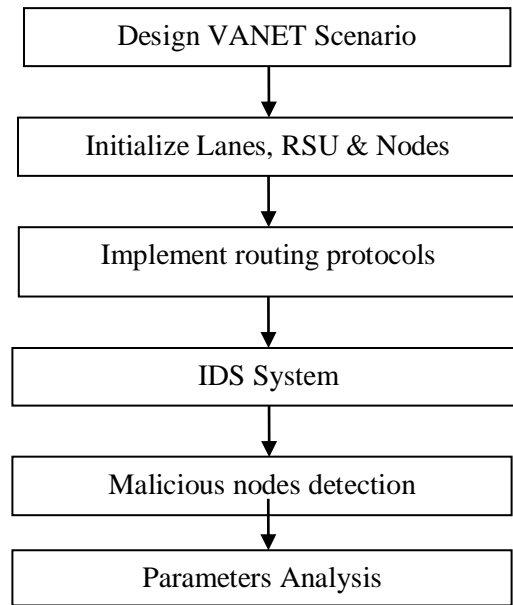 Design VANET Scenario
Initialize Lanes, RSU & Nodes
Implement routing protocols
IDS System
Malicious nodes detection
Parameters Analysis